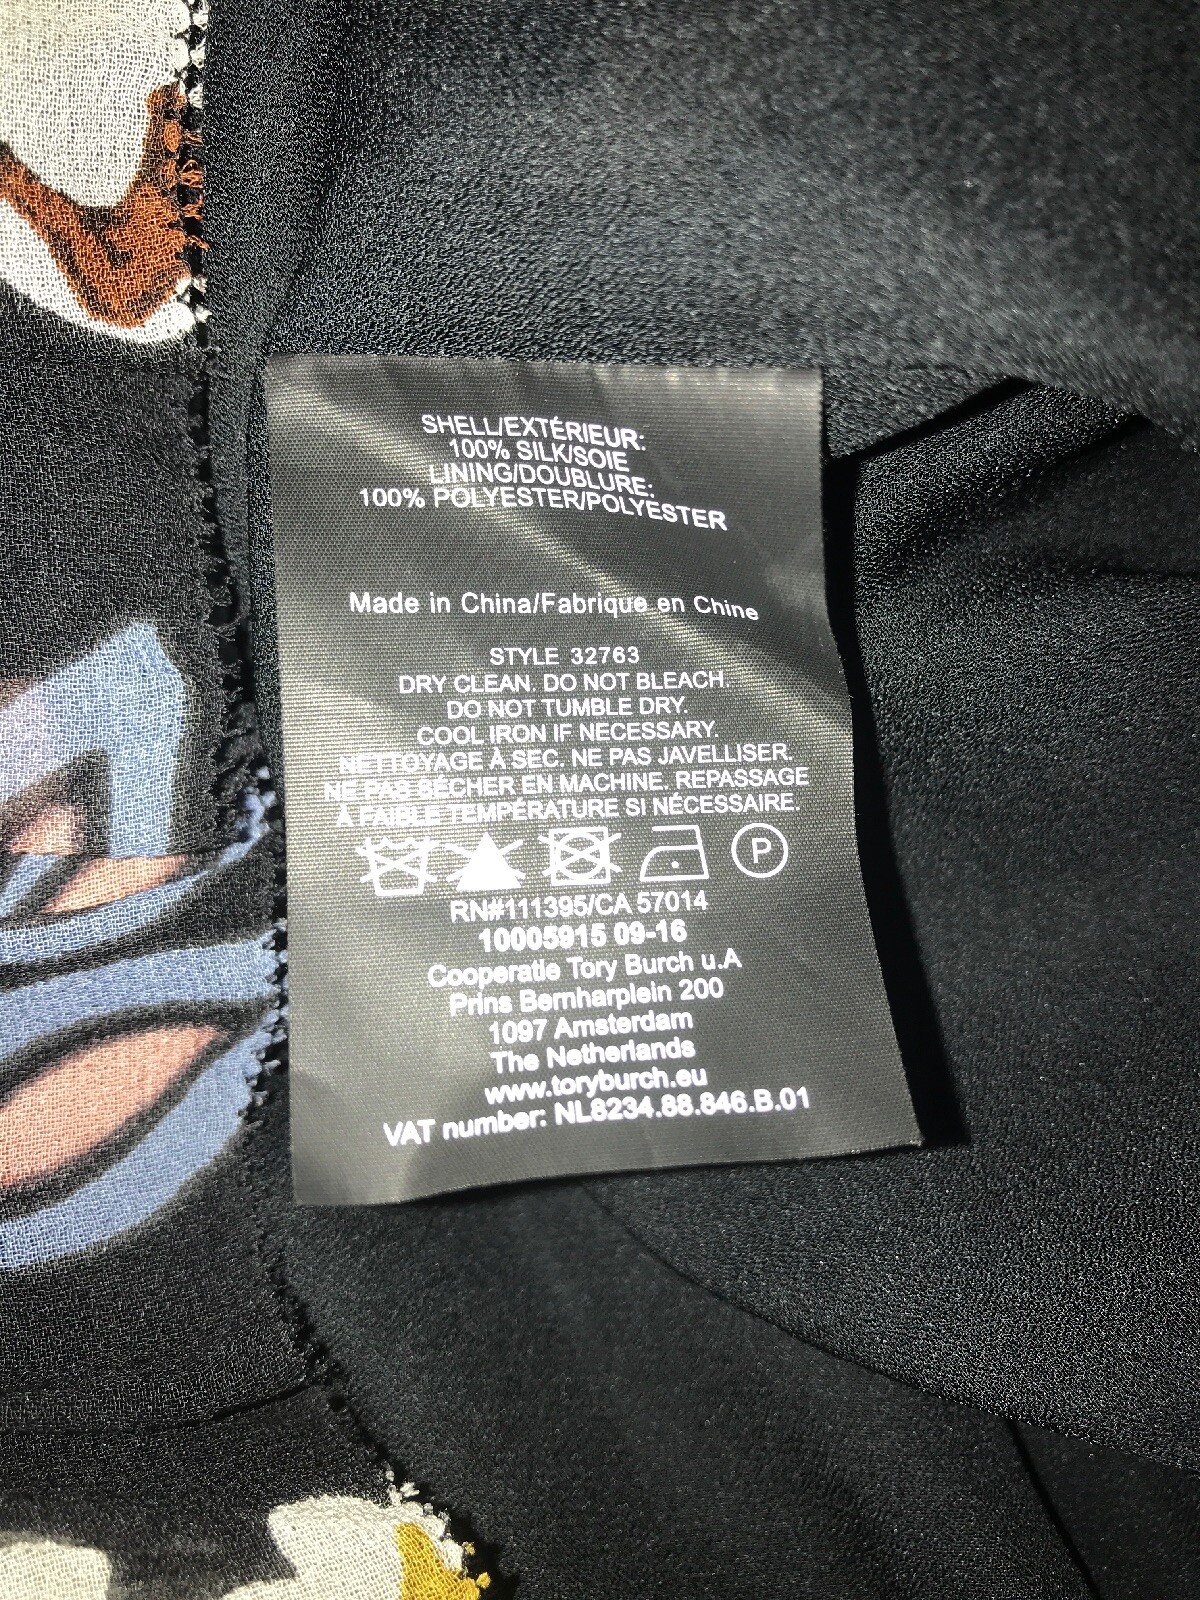 SHELL/EXTÉRIEUR:
100% SILK/SOIE
LINING/DOUBLURE:
100% POLYESTER/POLYESTER
Made in China/Fabrique en Chine
STYLE 32763
DRY CLEAN. DO NOT BLEACH.
DO NOT TUMBLE DRY.
COOL IRON IF NECESSARY.
NETTOYAGE À SEC. NE PAS JAVELLISER.
NE PAS SÉCHER EN MACHINE. REPASSAGE
À FAIBLE TEMPÉRATURE SI NÉCESSAIRE.
P
RN#111395/CA 57014
10005915 09-16
Cooperatie Tory Burch u.A
Prins Bernharplein 200
1097 Amsterdam
The Netherlands
www.toryburch.eu
VAT number: NL8234.88.846.B.01